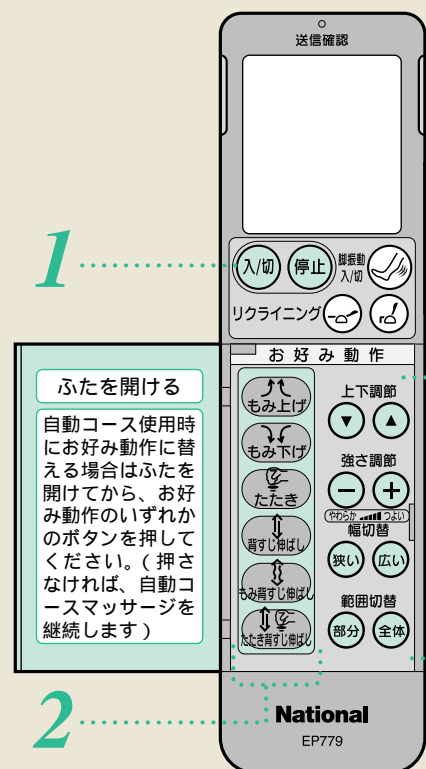 送信確認
1
入/切
停止
脚振動
入/切
リクライニング
お好み動作
ふたを開ける
自動コース使用時
にお好み動作に替
える場合はふたを
開けてから、お好
み動作のいずれか
のボタンを押して
ください。（押さ
なければ、自動コ
ースマッサージを
継続します）
もみ上げ
もみ下げ
たたき
背すじ伸ばし
もみ背すじ伸ばし
たたき背すじ伸ばし
上下調節
▼ ▲
強さ調節
− +
やわらか つよい
幅切替
狭い 広い
範囲切替
部分 全体
2
National
EP779